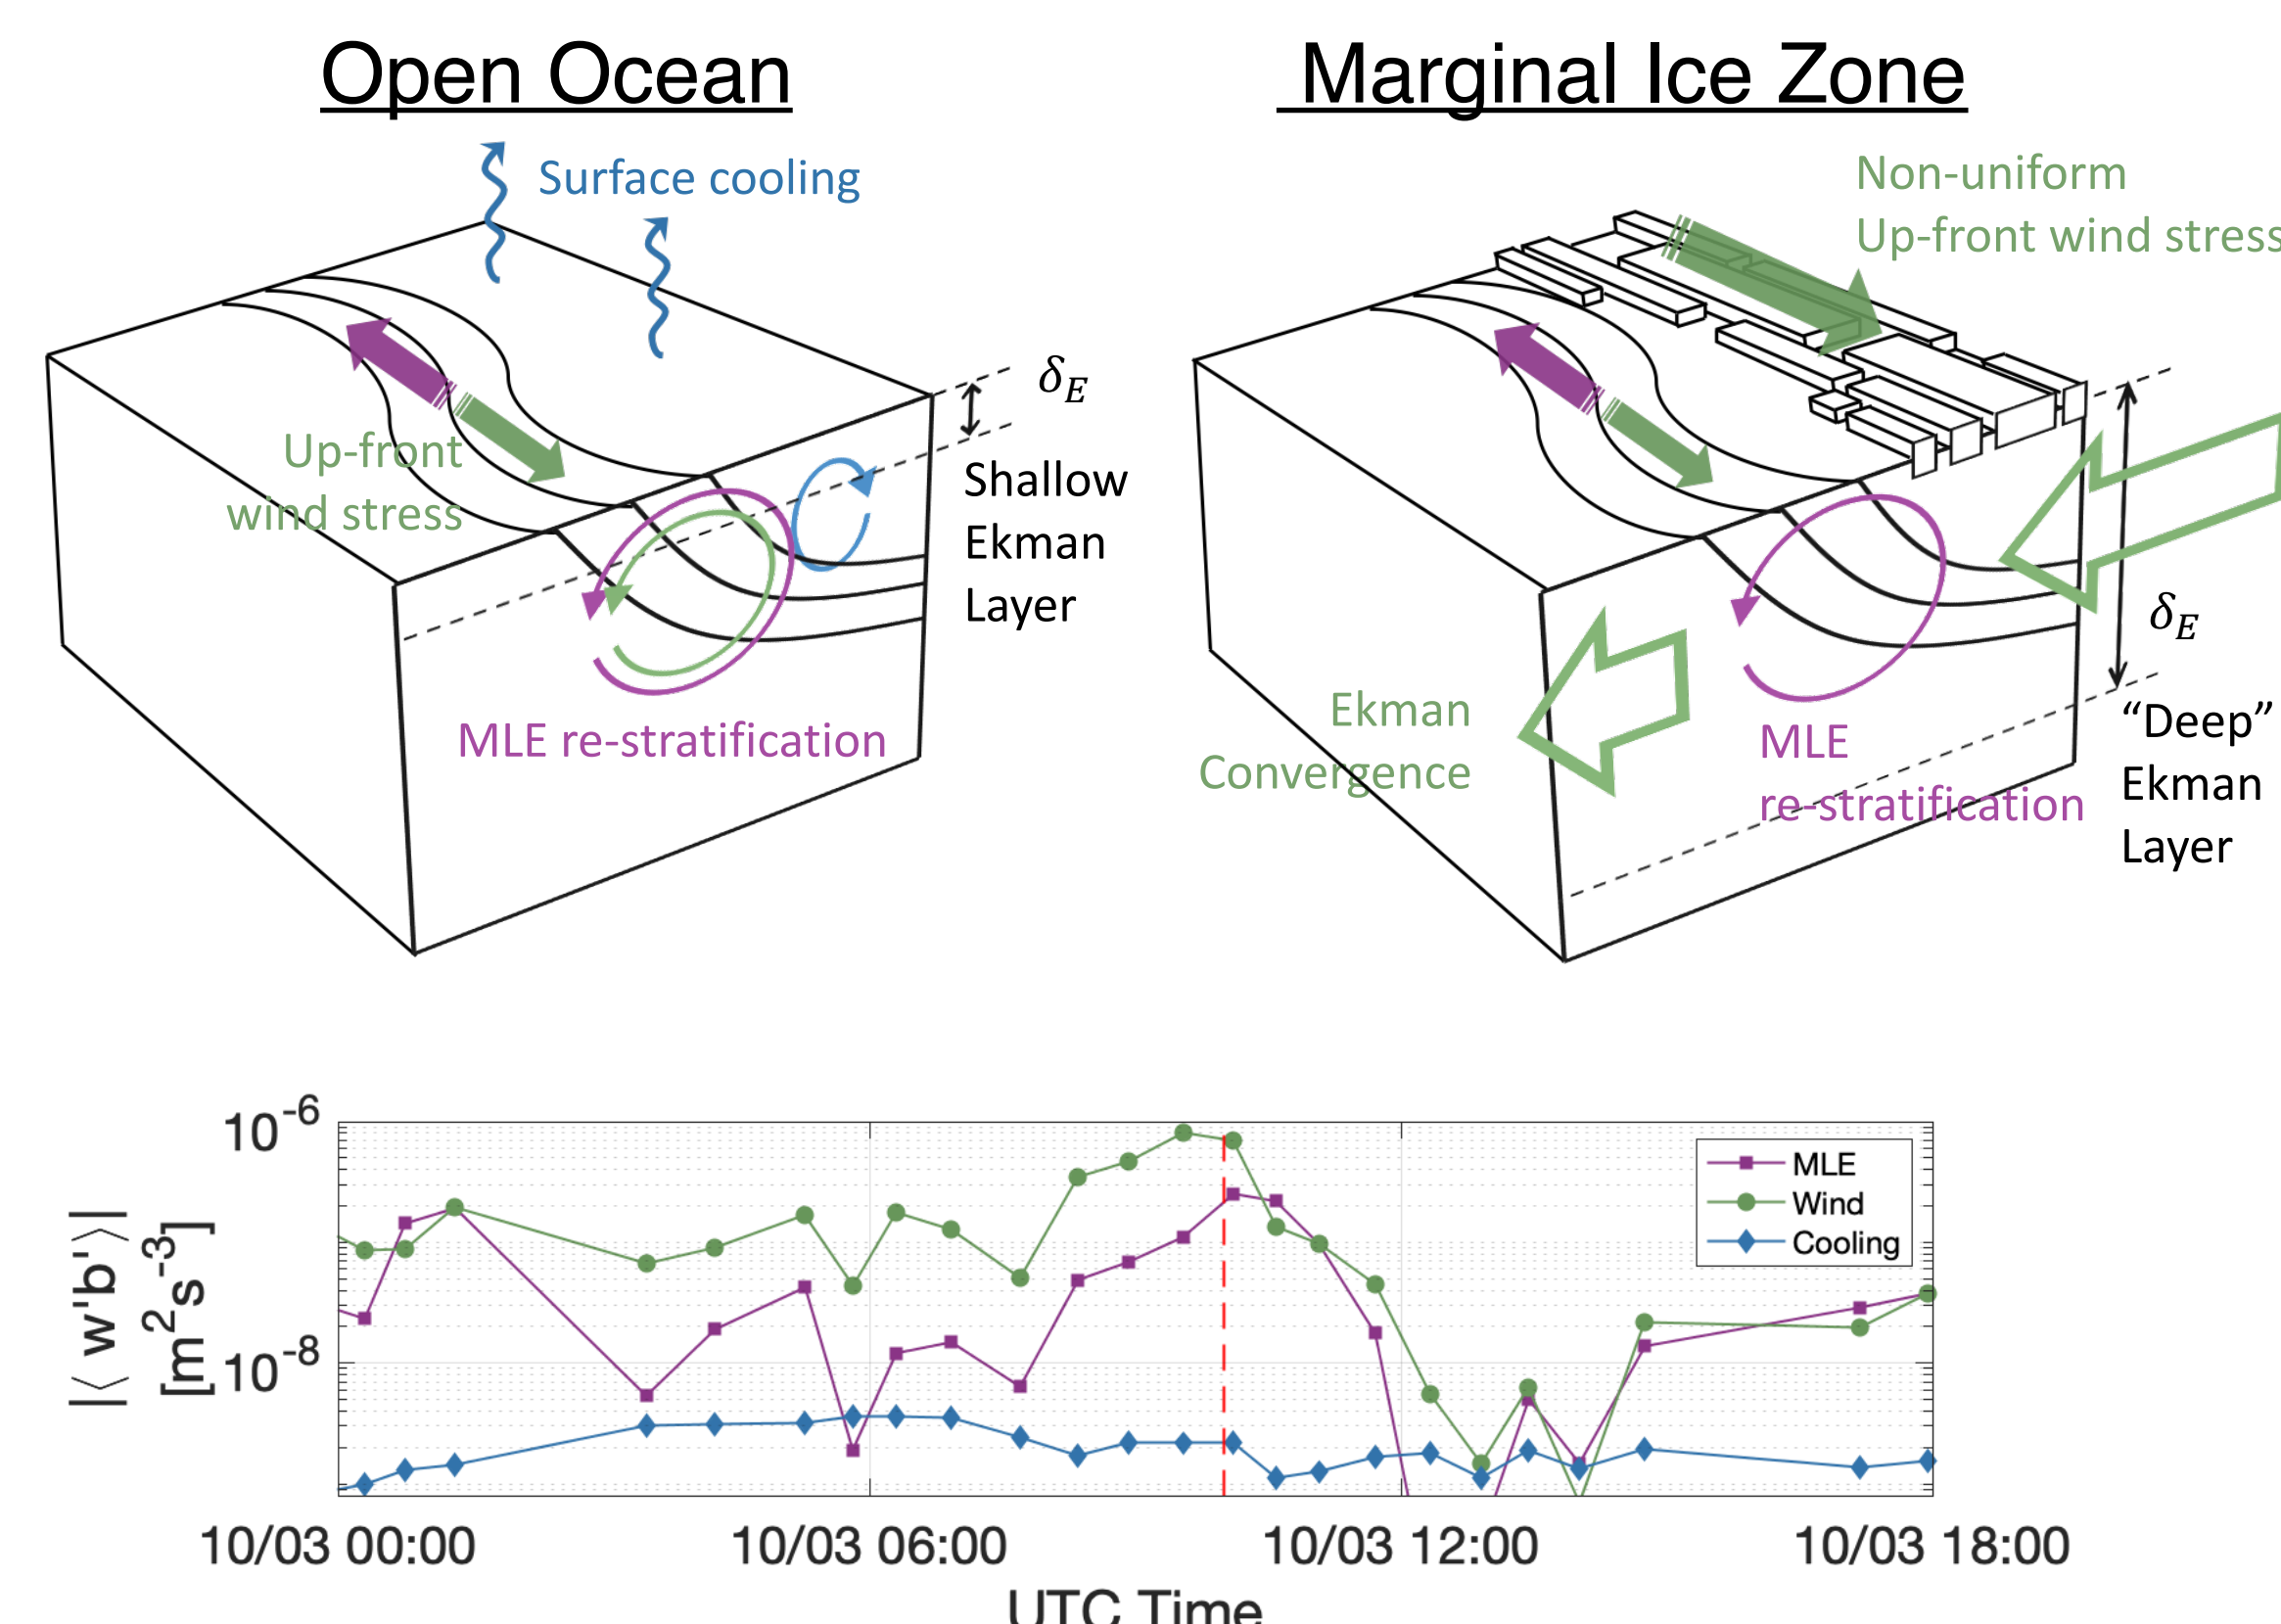 Open Ocean
Marginal Ice Zone
Surface cooling
Non-uniform
Up-front wind stress
δE
Up-front
wind stress
Shallow
Ekman
Layer
MLE re-stratification
δE
Ekman
Convergence
MLE
re-stratification
“Deep”
Ekman
Layer
|⟨ w'b' ⟩|
[m2s-3]
10-6
10-8
MLE
Wind
Cooling
10/03 00:00
10/03 06:00
10/03 12:00
10/03 18:00
UTC Time